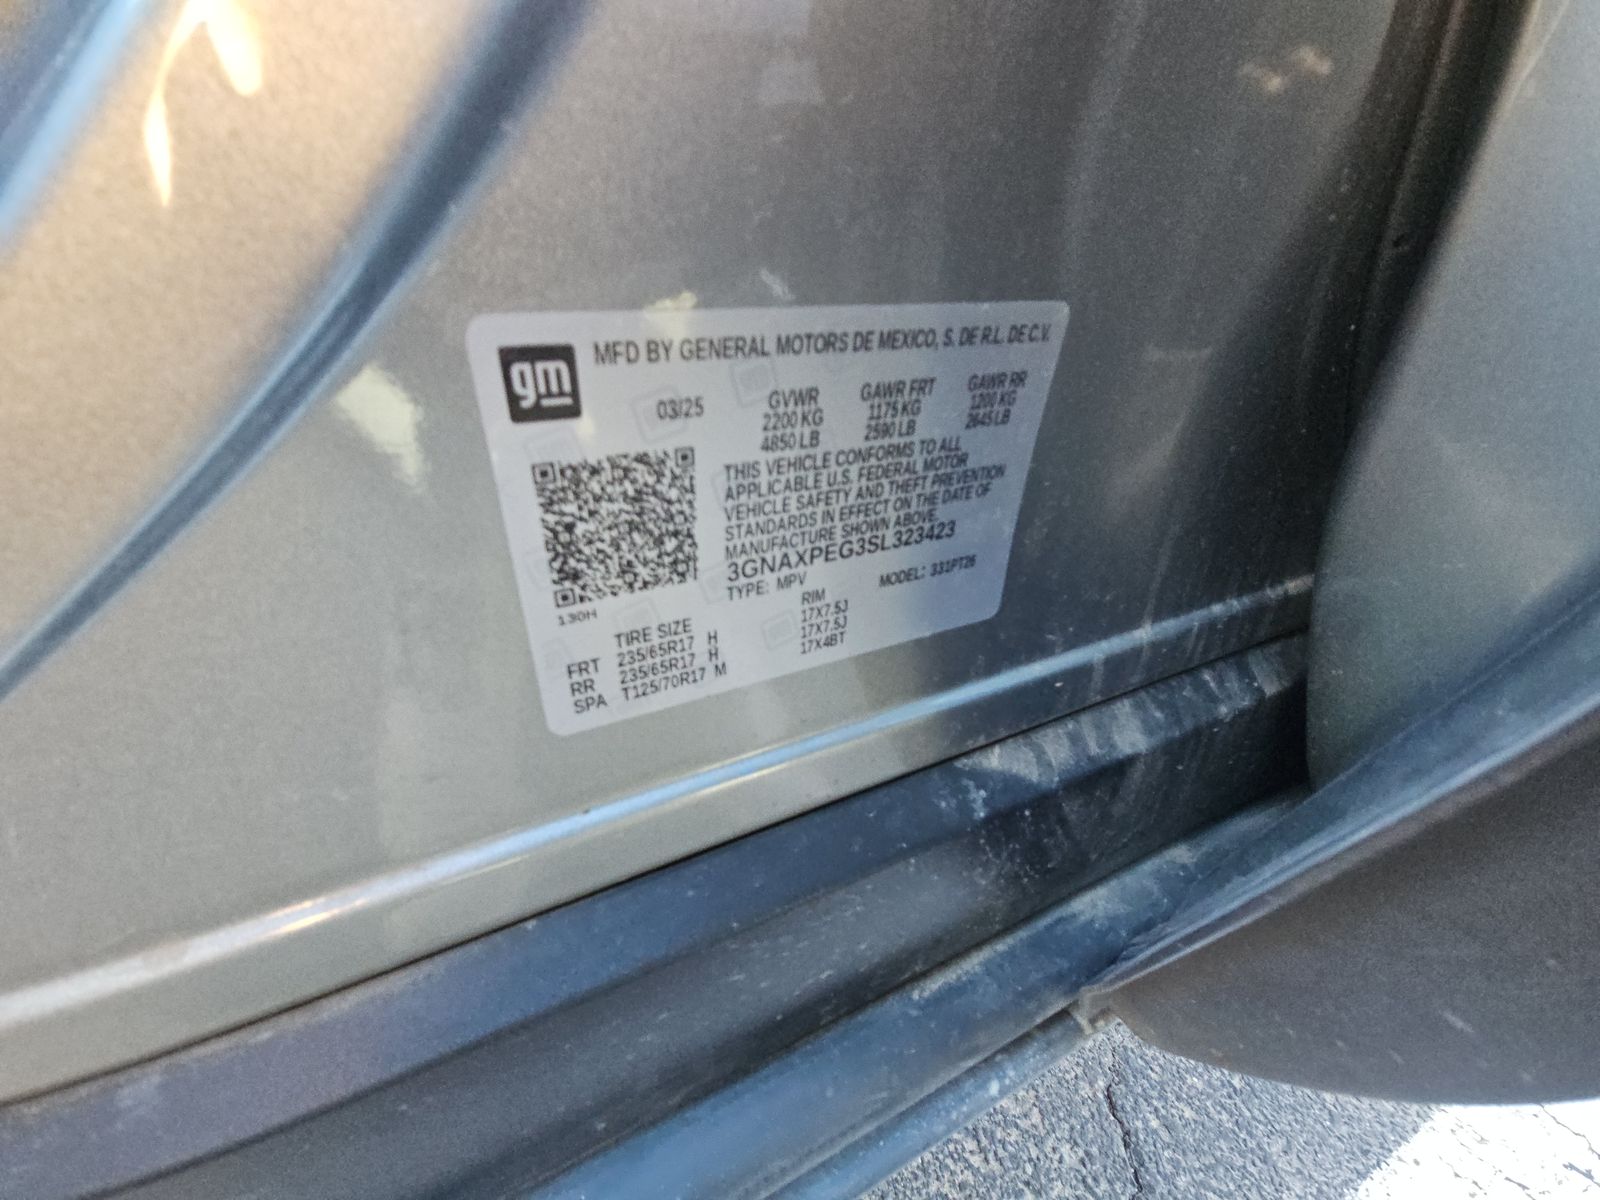 gm
MFD BY GENERAL MOTORS DE MEXICO, S. DE R.L. DE C.V.
03/25 GVWR GAWR FRT GAWR RR
2200 KG 1175 KG 1200 KG
4850 LB 2590 LB 2645 LB
THIS VEHICLE CONFORMS TO ALL
APPLICABLE U.S. FEDERAL MOTOR
VEHICLE SAFETY AND THEFT PREVENTION
STANDARDS IN EFFECT ON THE DATE OF
MANUFACTURE SHOWN ABOVE.
3GNAXPEG3SL323423
TYPE: MPV MODEL: 331PT26
130H
TIRE SIZE RIM
FRT 235/65R17 H 17X7.5J
RR 235/65R17 H 17X7.5J
SPA T125/70R17 M 17X4BT